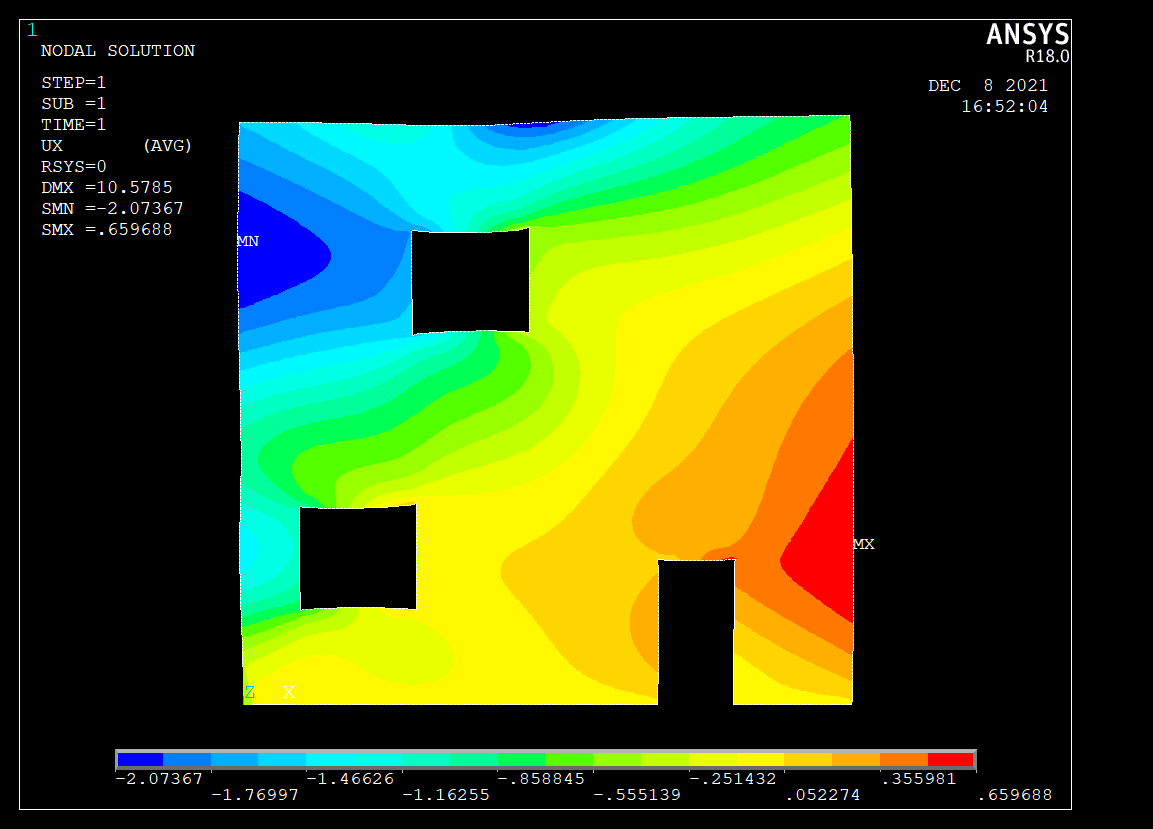 1
ANSYS
R18.0
NODAL SOLUTION
STEP=1
SUB =1
TIME=1
UX (AVG)
RSYS=0
DMX =10.5785
SMN =-2.07367
SMX =.659688
DEC 8 2021
16:52:04
MN
MX
Z X
-2.07367 -1.46626 -.858845 -.251432 .355981
-1.76997 -1.16255 -.555139 .052274 .659688